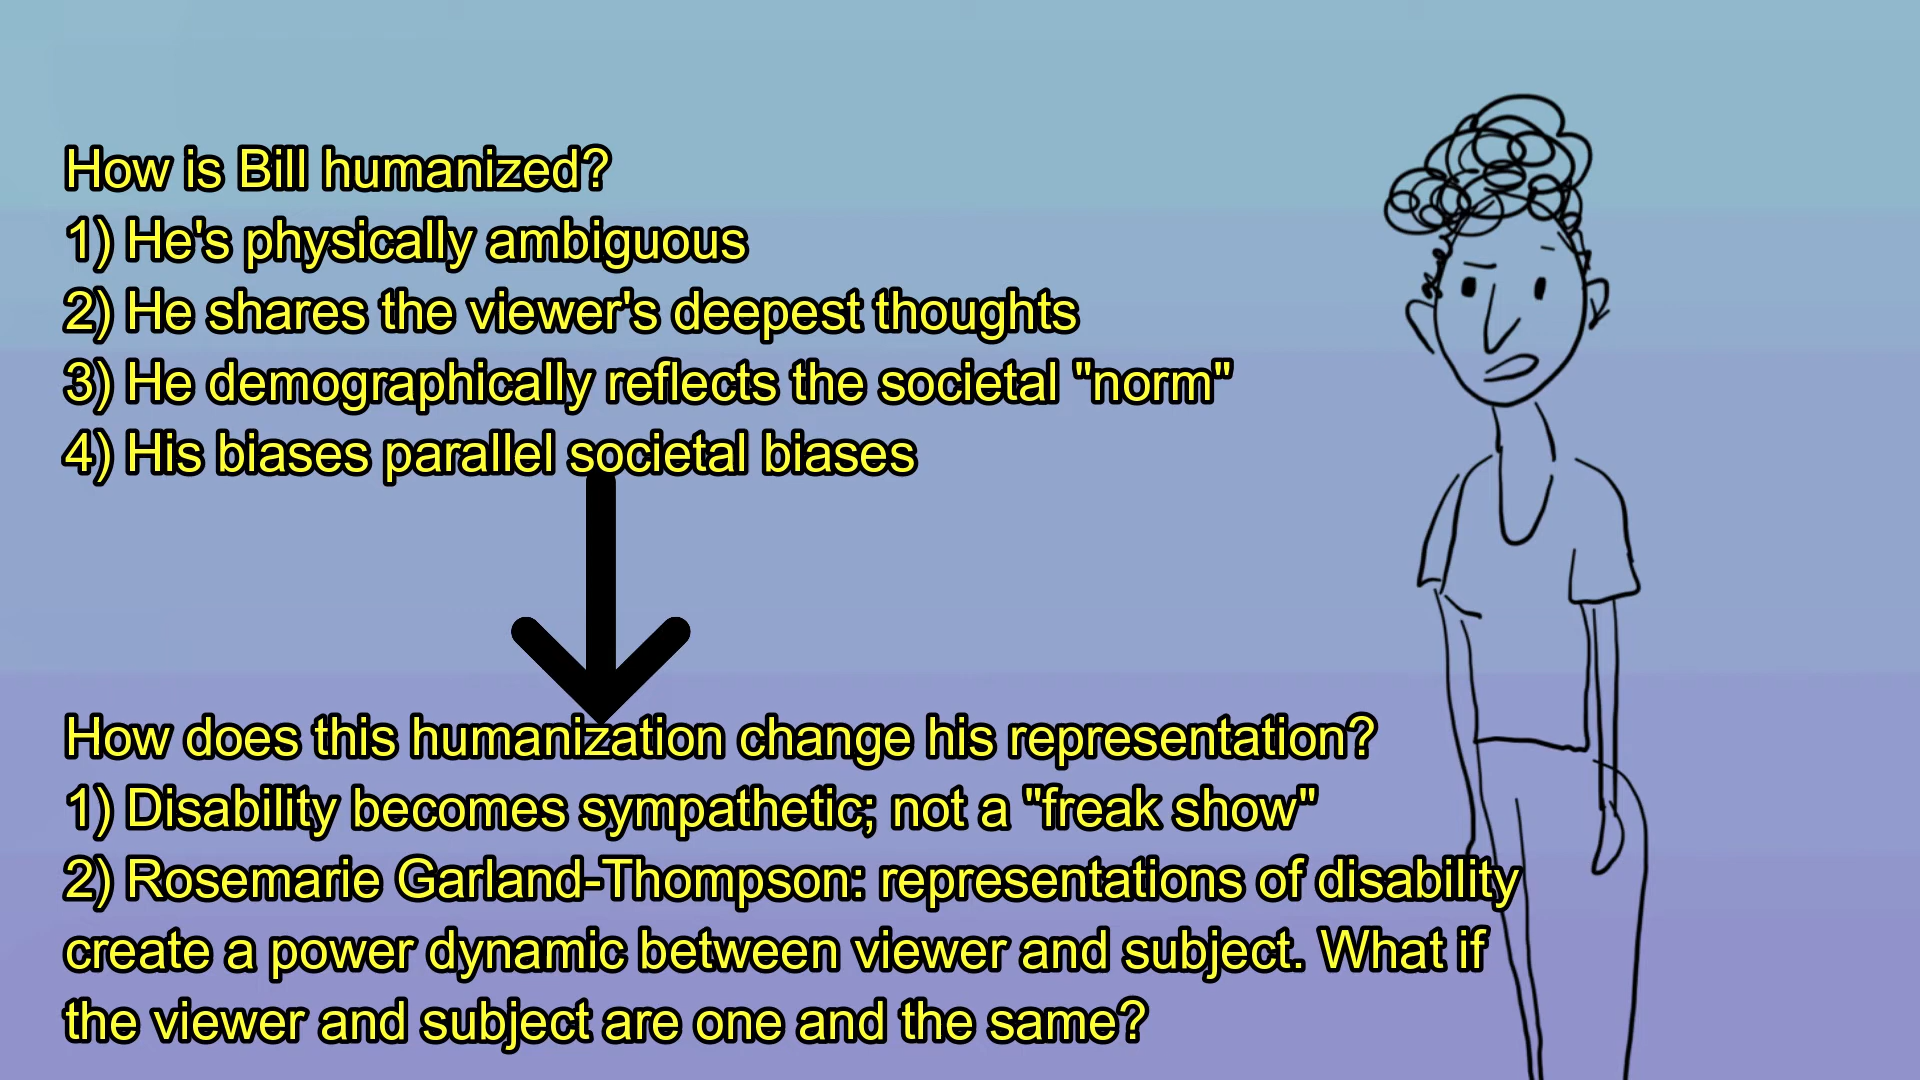 How is Bill humanized?
1) He's physically ambiguous
2) He shares the viewer's deepest thoughts
3) He demographically reflects the societal "norm"
4) His biases parallel societal biases
How does this humanization change his representation?
1) Disability becomes sympathetic; not a "freak show"
2) Rosemarie Garland-Thompson: representations of disability
create a power dynamic between viewer and subject. What if
the viewer and subject are one and the same?